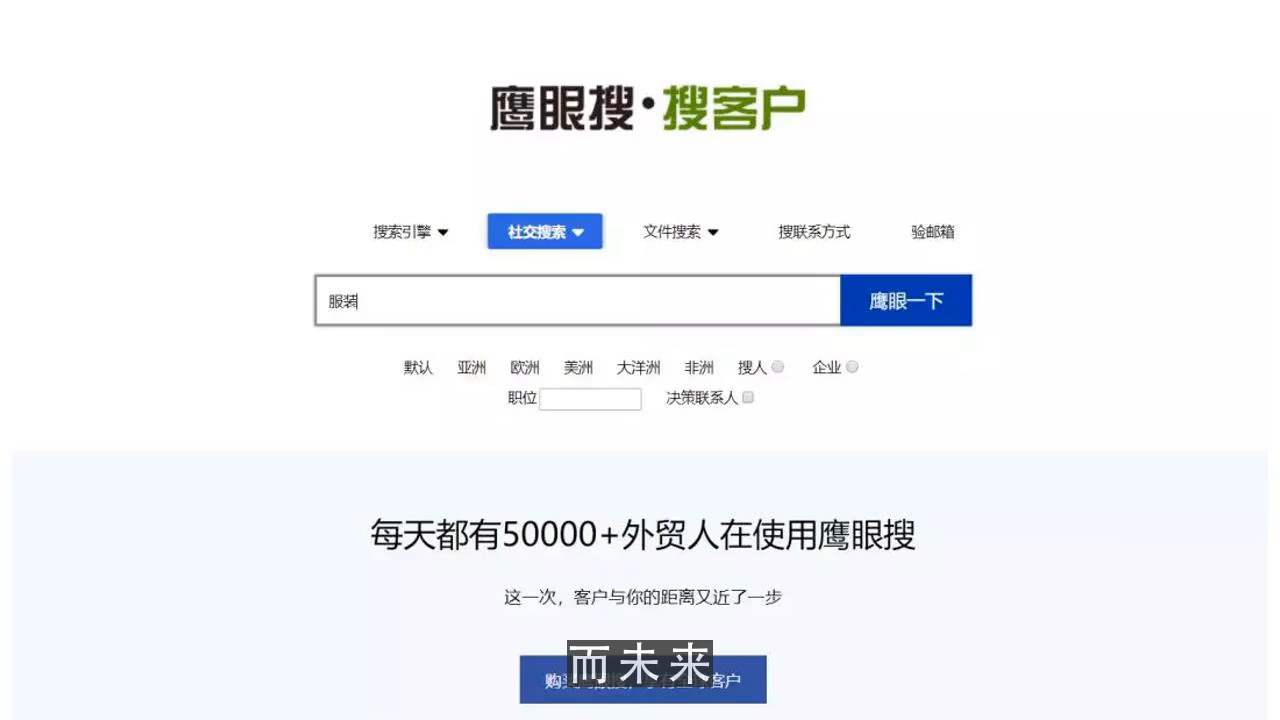 鹰眼搜·搜客户
搜索引擎 社交搜索 文件搜索 搜联系方式 验邮箱
服装 鹰眼一下
默认 亚洲 欧洲 美洲 大洋洲 非洲 搜人 企业
职位 决策联系人
每天都有50000+外贸人在使用鹰眼搜
这一次，客户与你的距离又近了一步
而未来
购 客户